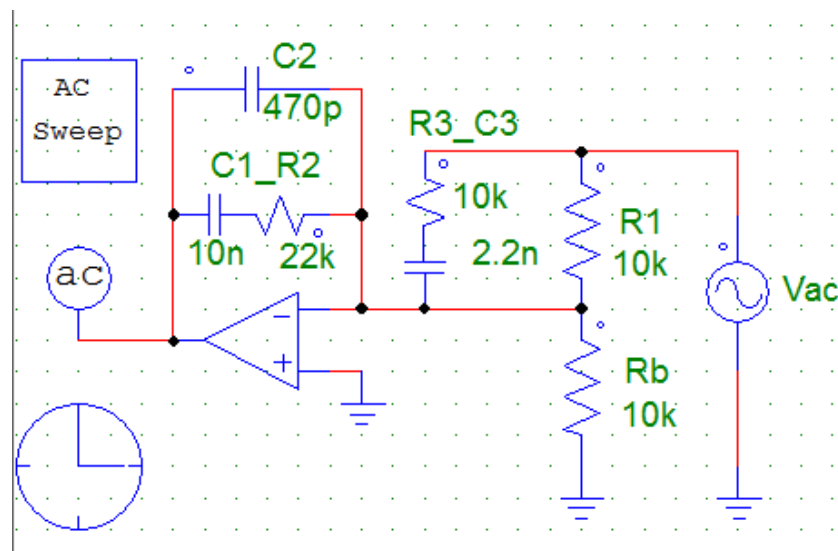 AC
Sweep
C2
470p
C1_R2
10n
22k
R3_C3
10k
2.2n
R1
10k
Vac
Rb
10k
ac
−
+